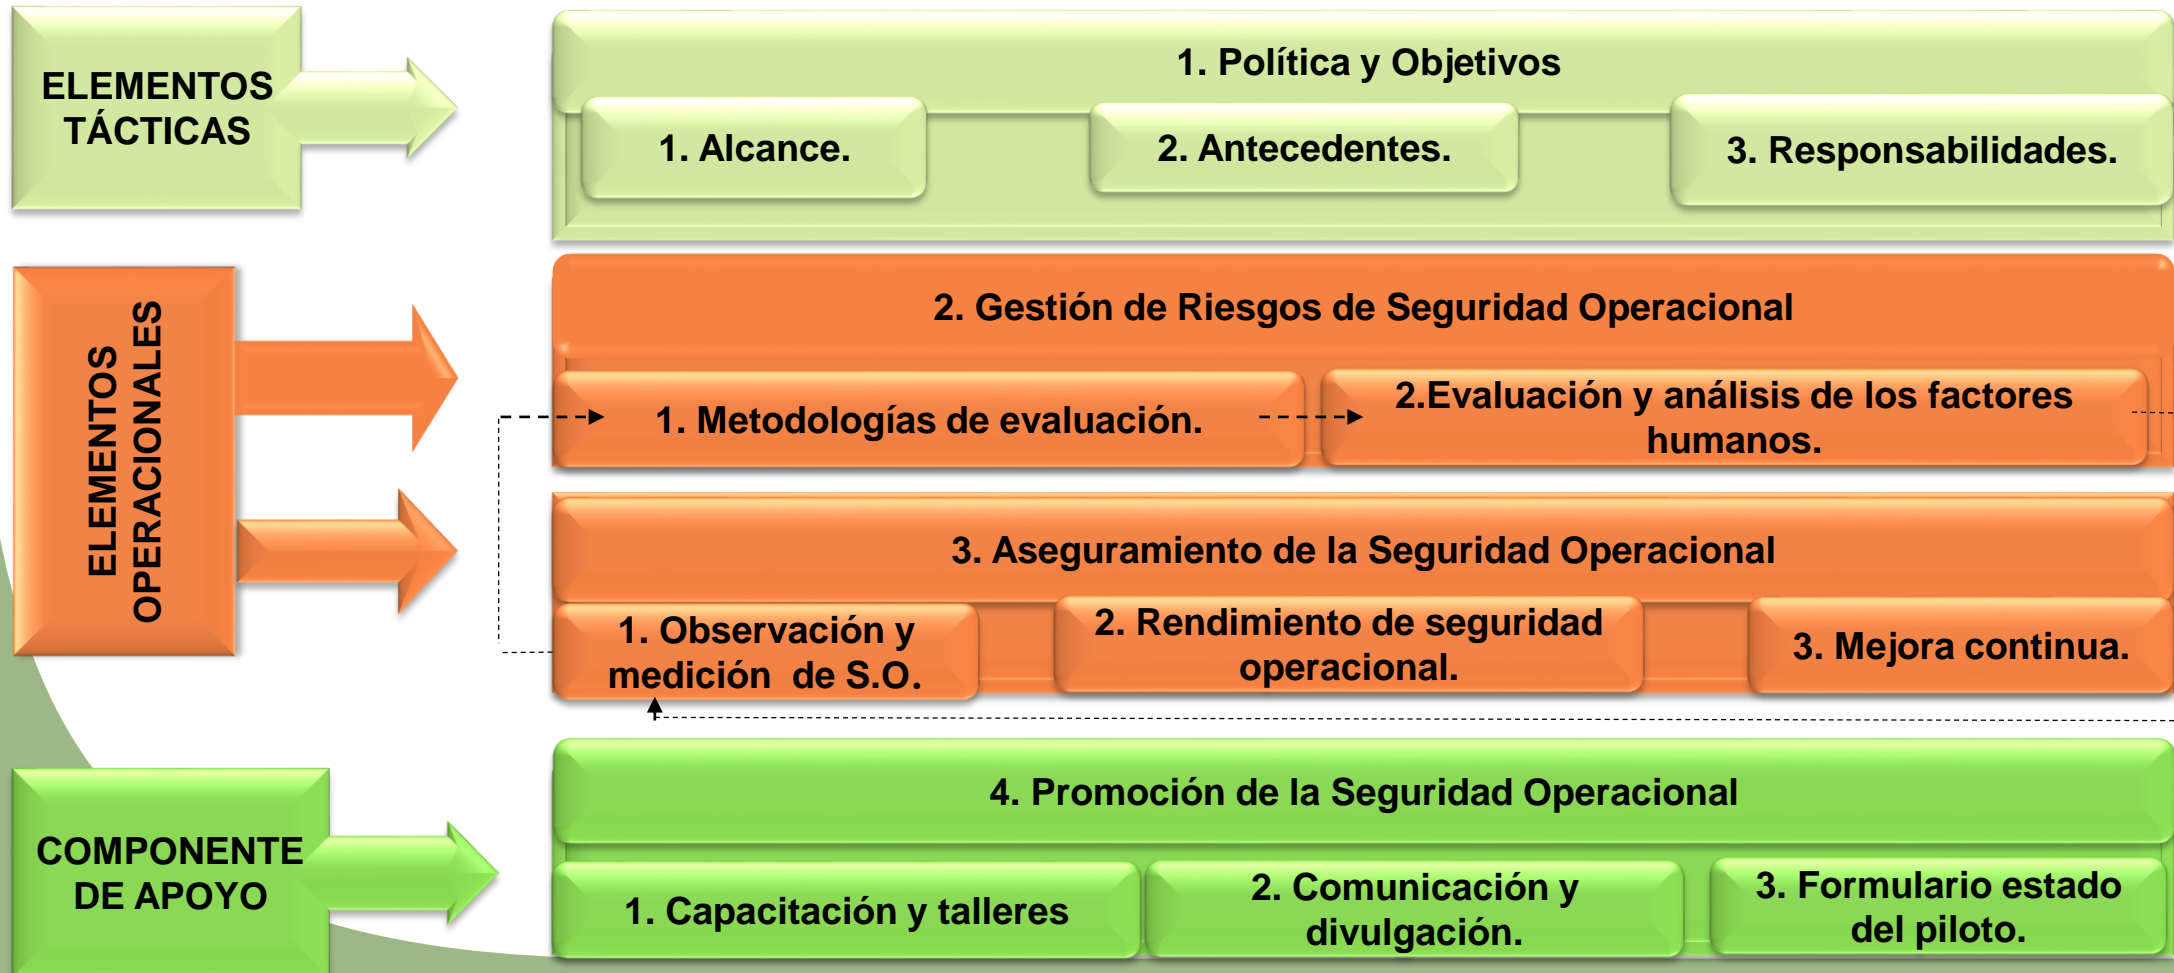 ELEMENTOS
TÁCTICAS
1. Política y Objetivos
1. Alcance.
2. Antecedentes.
3. Responsabilidades.
ELEMENTOS
OPERACIONALES
2. Gestión de Riesgos de Seguridad Operacional
1. Metodologías de evaluación.
2.Evaluación y análisis de los factores
humanos.
3. Aseguramiento de la Seguridad Operacional
1. Observación y
medición de S.O.
2. Rendimiento de seguridad
operacional.
3. Mejora continua.
COMPONENTE
DE APOYO
4. Promoción de la Seguridad Operacional
1. Capacitación y talleres
2. Comunicación y
divulgación.
3. Formulario estado
del piloto.